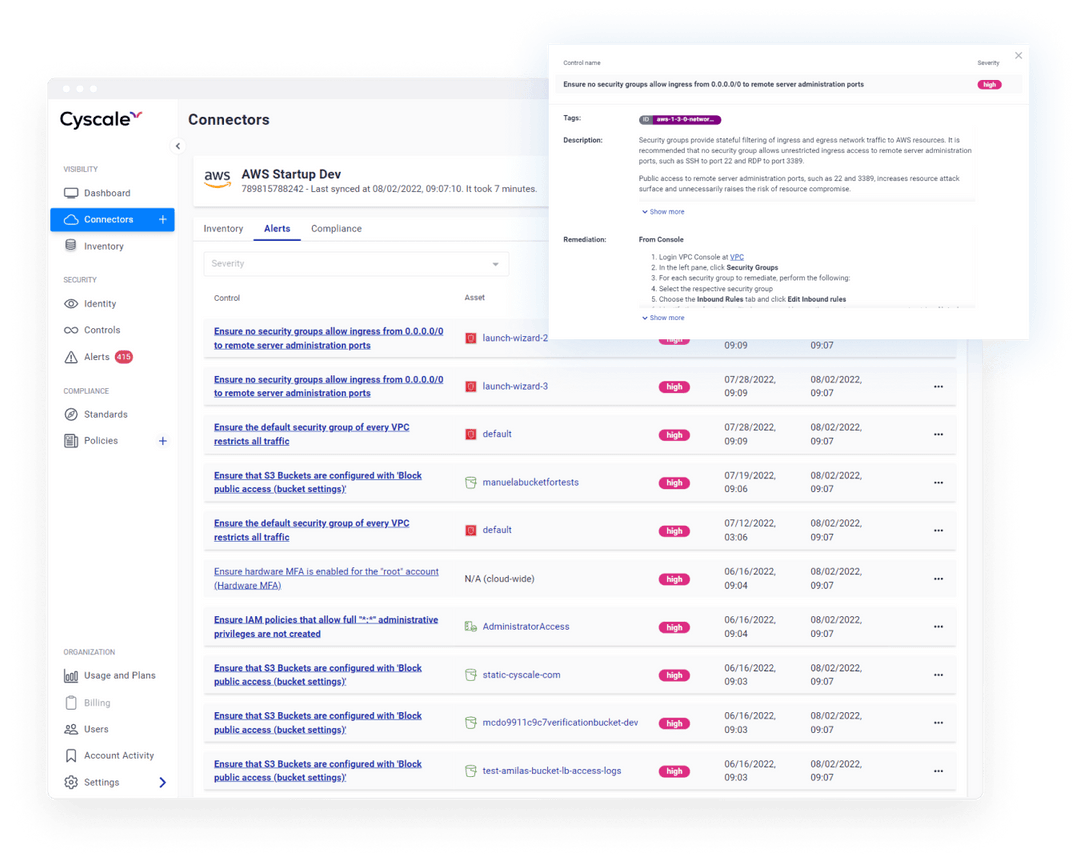 Cyscale
VISIBILITY
Dashboard
Connectors +
Inventory
SECURITY
Identity
Controls
Alerts 415
COMPLIANCE
Standards
Policies +
ORGANIZATION
Usage and Plans
Billing
Users
Account Activity
Settings
Connectors
aws
AWS Startup Dev
789815788242 - Last synced at 08/02/2022, 09:07:10. It took 7 minutes.
Inventory Alerts Compliance
Severity
Control Asset
Ensure no security groups allow ingress from 0.0.0.0/0
to remote server administration ports
launch-wizard-2
high
09:09
09:07
Ensure no security groups allow ingress from 0.0.0.0/0
to remote server administration ports
launch-wizard-3
high
07/28/2022,
09:09
08/02/2022,
09:07
Ensure the default security group of every VPC
restricts all traffic
default
high
07/28/2022,
09:09
08/02/2022,
09:07
Ensure that S3 Buckets are configured with 'Block
public access (bucket settings)'
manuelabucketfortests
high
07/19/2022,
09:06
08/02/2022,
09:07
Ensure the default security group of every VPC
restricts all traffic
default
high
07/12/2022,
03:06
08/02/2022,
09:07
Ensure hardware MFA is enabled for the "root" account
(Hardware MFA)
N/A (cloud-wide)
high
06/16/2022,
09:04
08/02/2022,
09:07
Ensure IAM policies that allow full "*:*" administrative
privileges are not created
AdministratorAccess
high
06/16/2022,
09:04
08/02/2022,
09:07
Ensure that S3 Buckets are configured with 'Block
public access (bucket settings)'
static-cyscale-com
high
06/16/2022,
09:03
08/02/2022,
09:07
Ensure that S3 Buckets are configured with 'Block
public access (bucket settings)'
mcdo9911c9c7verificationbucket-dev
high
06/16/2022,
09:03
08/02/2022,
09:07
Ensure that S3 Buckets are configured with 'Block
public access (bucket settings)'
test-amilas-bucket-lb-access-logs
high
06/16/2022,
09:03
08/02/2022,
09:07
Control name Severity
Ensure no security groups allow ingress from 0.0.0.0/0 to remote server administration ports high
Tags: ID aws-1-3-0-networ...
Description:
Security groups provide stateful filtering of ingress and egress network traffic to AWS resources. It is
recommended that no security group allows unrestricted ingress access to remote server administration
ports, such as SSH to port 22 and RDP to port 3389.
Public access to remote server administration ports, such as 22 and 3389, increases resource attack
surface and unnecessarily raises the risk of resource compromise.
Show more
Remediation:
From Console
1. Login VPC Console at VPC
2. In the left pane, click Security Groups
3. For each security group to remediate, perform the following:
4. Select the respective security group
5. Choose the Inbound Rules tab and click Edit Inbound rules
Show more